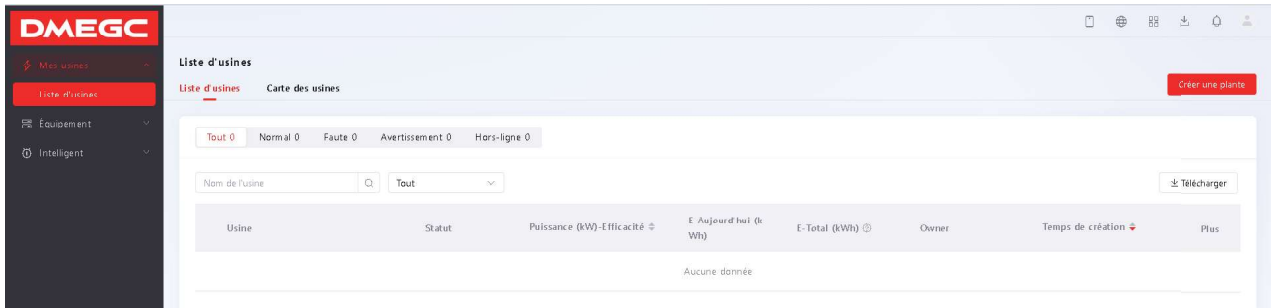 DMEGC
Mes usines
Liste d'usines
Équipement
Intelligent
Liste d'usines
Liste d'usines Carte des usines
Créer une plante
Tout 0 Normal 0 Faute 0 Avertissement 0 Hors-ligne 0
Nom de l'usine Tout Télécharger
Usine Statut Puissance (kW)-Efficacité E-Aujourd'hui (k
Wh) E-Total (kWh) Owner Temps de création Plus
Aucune donnée